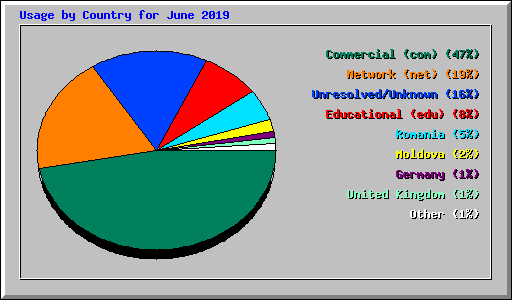 Usage by Country for June 2019
Commercial (com) (47%)
Network (net) (19%)
Unresolved/Unknown (16%)
Educational (edu) (8%)
Romania (5%)
Moldova (2%)
Germany (1%)
United Kingdom (1%)
Other (1%)